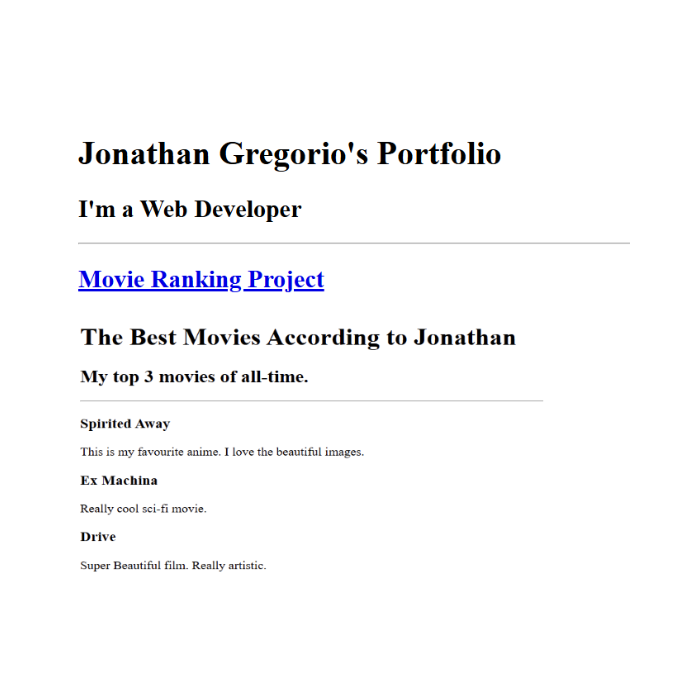 Jonathan Gregorio's Portfolio
I'm a Web Developer
Movie Ranking Project
The Best Movies According to Jonathan
My top 3 movies of all-time.
Spirited Away
This is my favourite anime. I love the beautiful images.
Ex Machina
Really cool sci-fi movie.
Drive
Super Beautiful film. Really artistic.